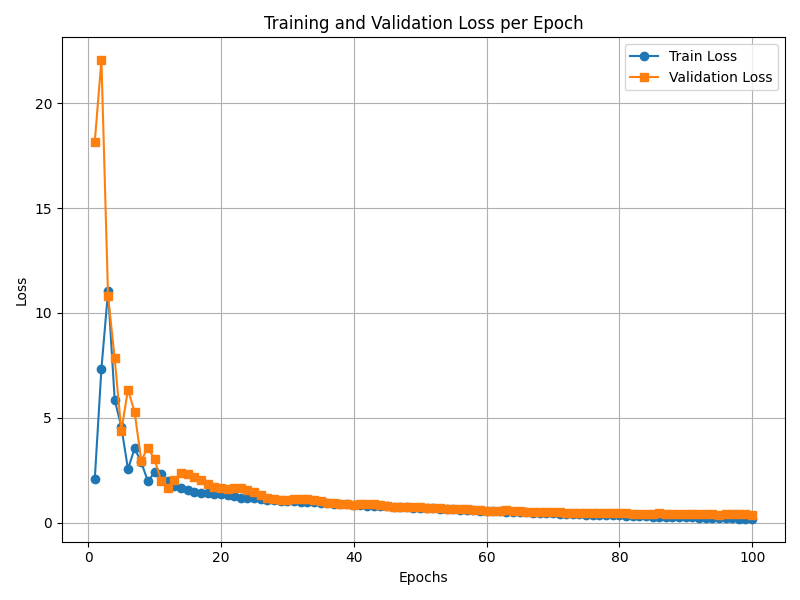 Training and Validation Loss per Epoch
Train Loss
Validation Loss
Loss
20
15
10
5
0
0 20 40 60 80 100
Epochs